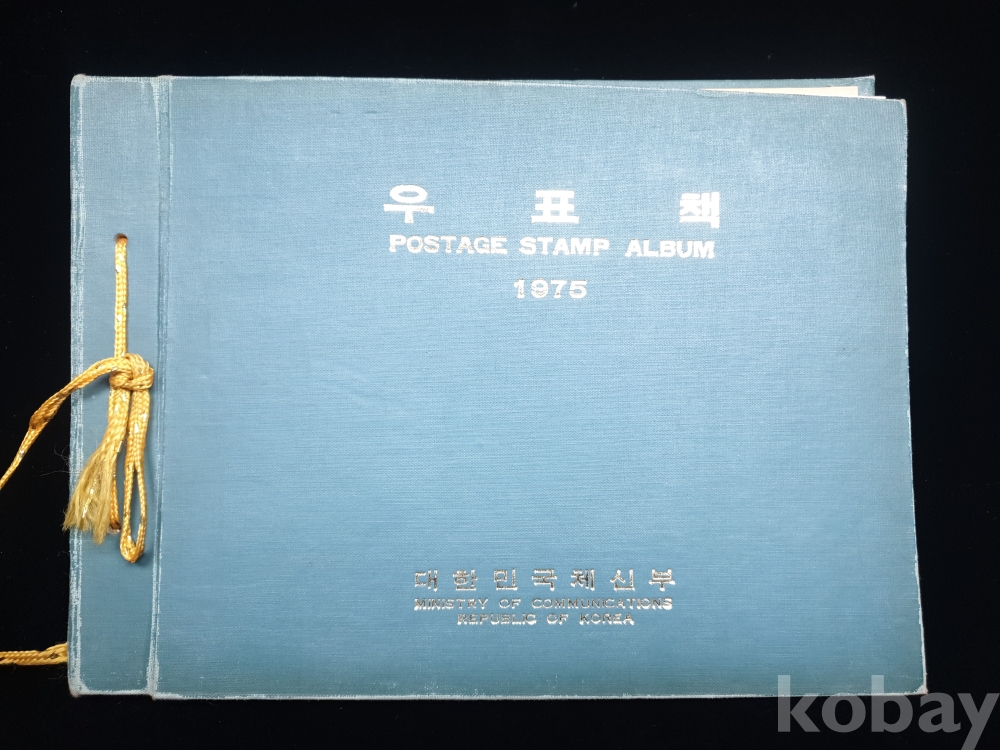 우 표 책
POSTAGE STAMP ALBUM
1975
대한민국체신부
MINISTRY OF COMMUNICATIONS
REPUBLIC OF KOREA
kobay